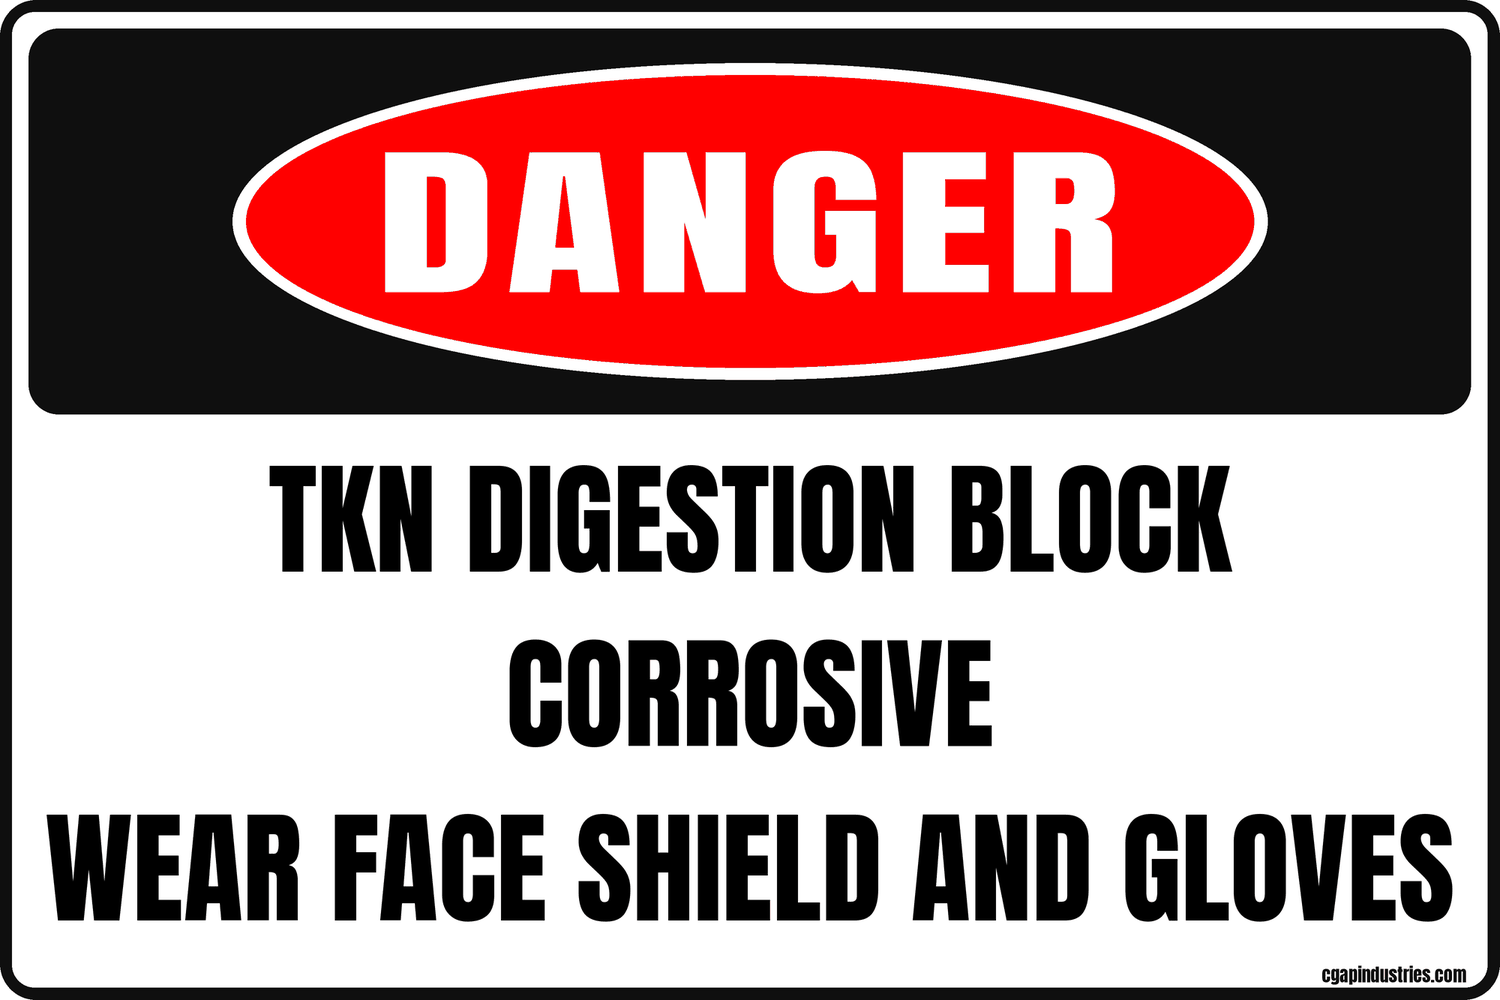 DANGER
TKN DIGESTION BLOCK
CORROSIVE
WEAR FACE SHIELD AND GLOVES
cgapindustries.com